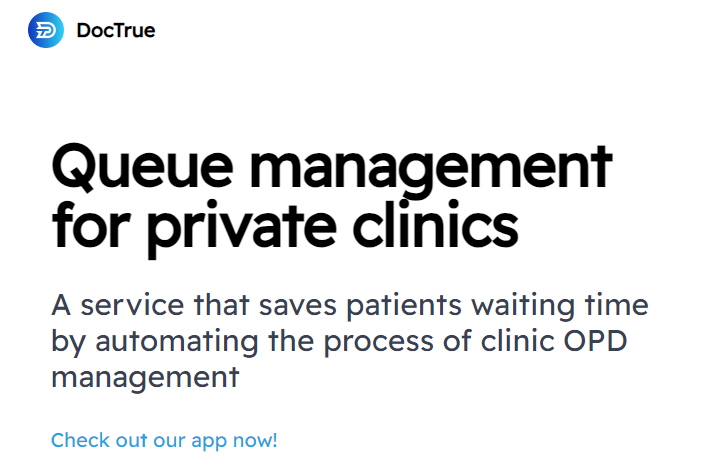 DocTrue
Queue management
for private clinics
A service that saves patients waiting time
by automating the process of clinic OPD
management
Check out our app now!